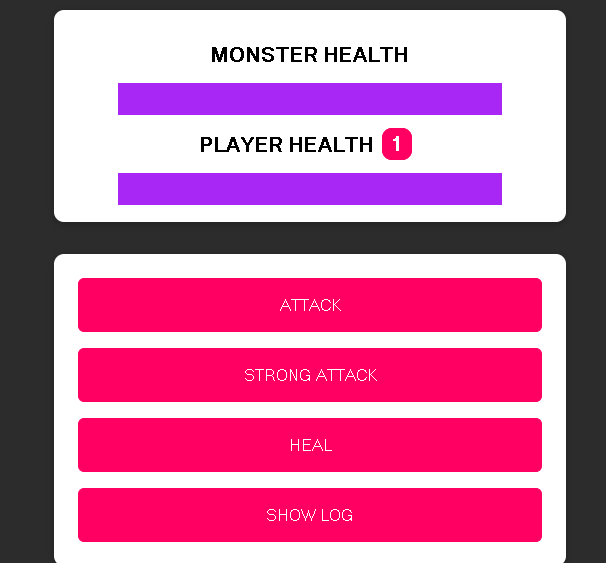 MONSTER HEALTH
PLAYER HEALTH 1
ATTACK
STRONG ATTACK
HEAL
SHOW LOG